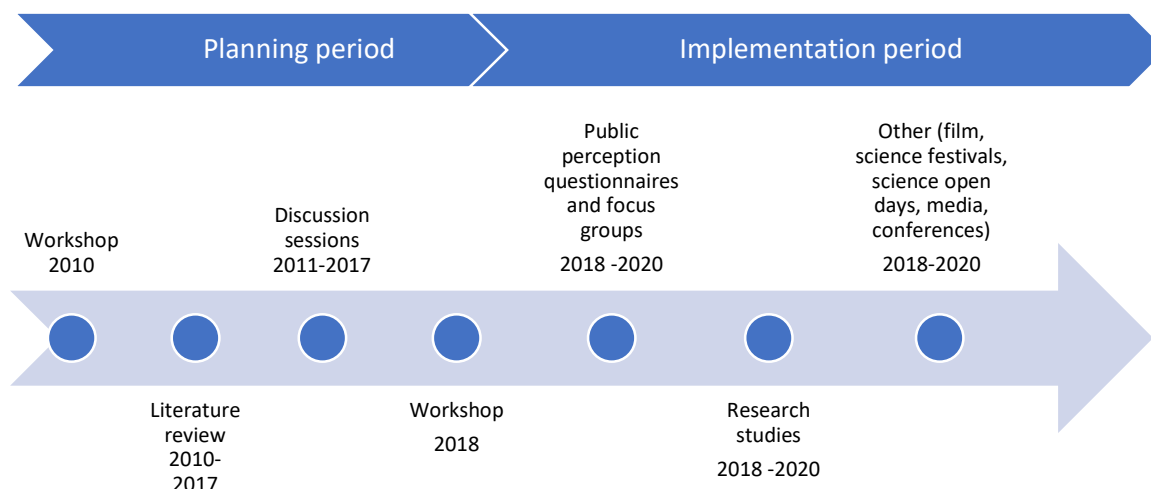 Planning period
Implementation period
Workshop
2010
Literature
review
2010-
2017
Discussion
sessions
2011-2017
Workshop
2018
Public
perception
questionnaires
and focus
groups
2018 -2020
Research
studies
2018 -2020
Other (film,
science festivals,
science open
days, media,
conferences)
2018-2020